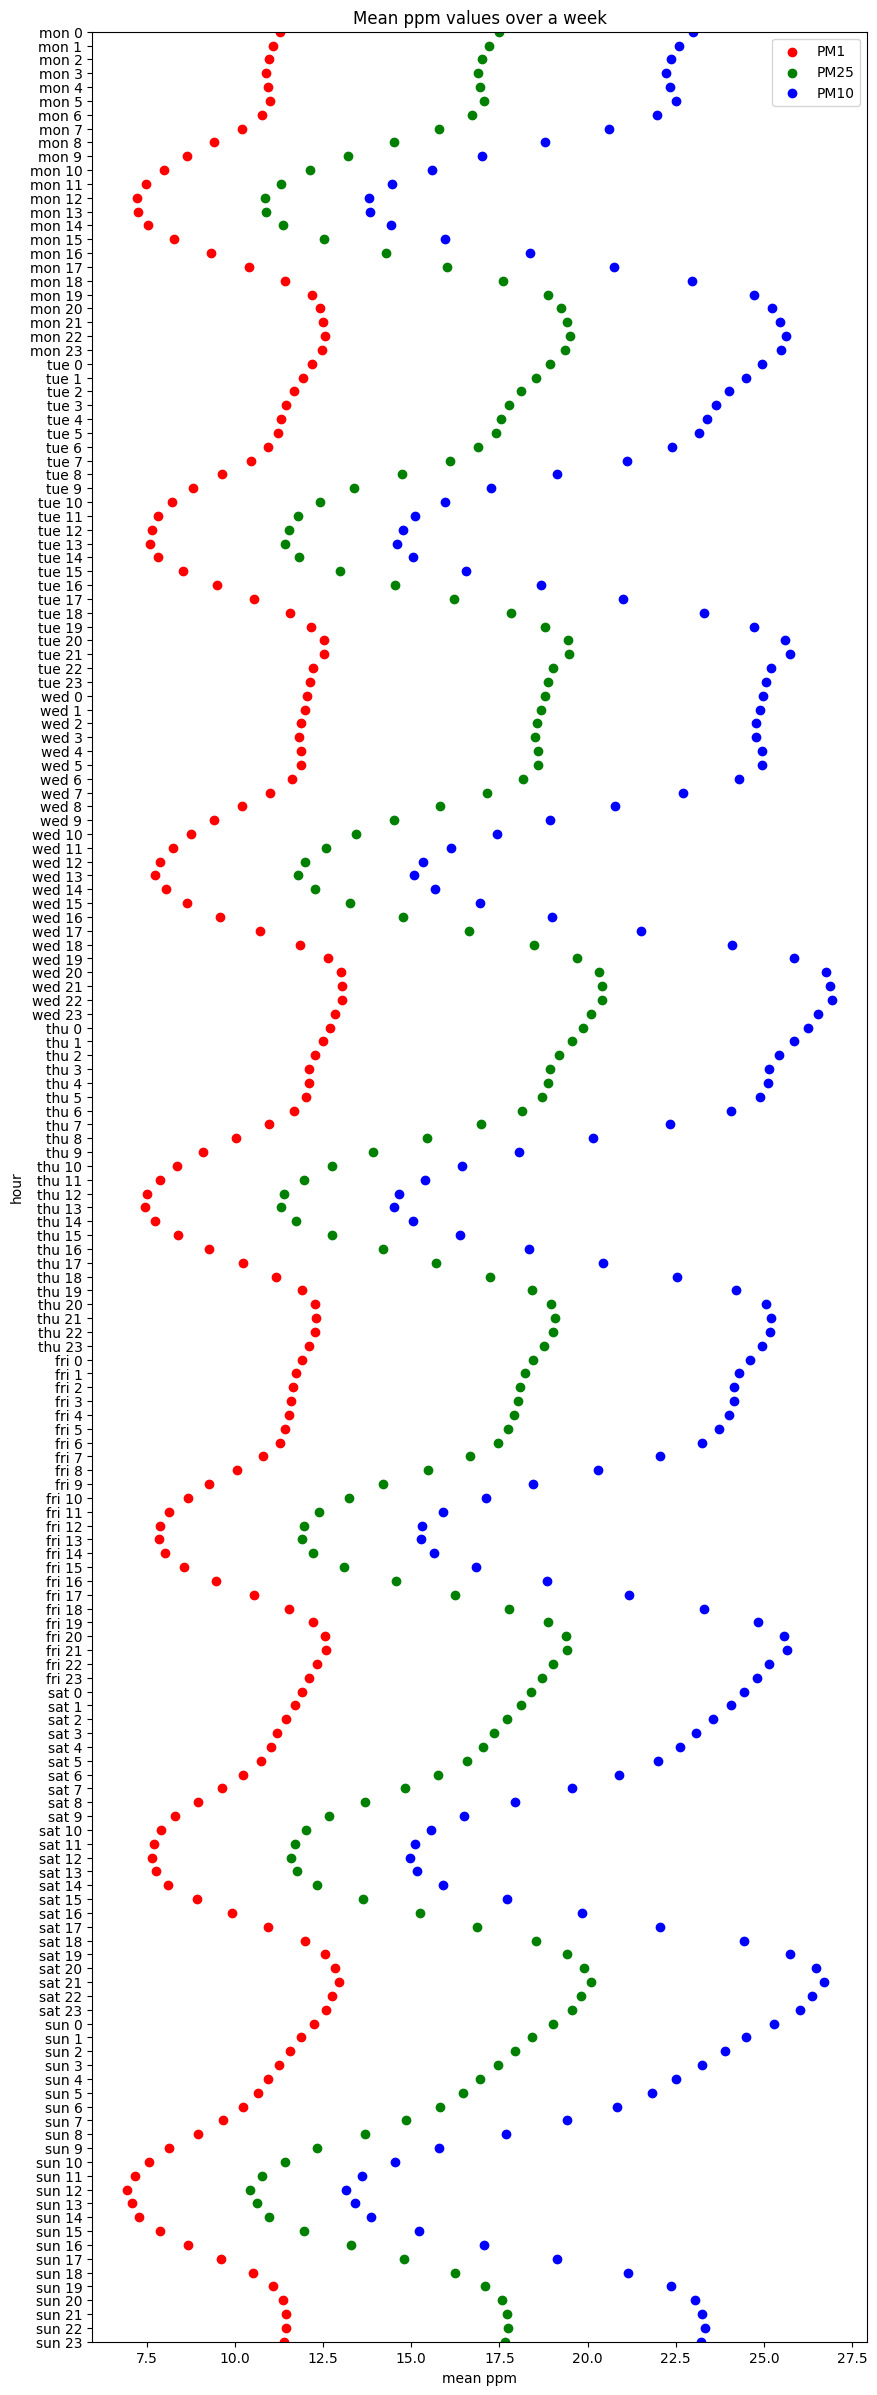 Mean ppm values over a week
PM1
PM25
PM10
mon 0
mon 1
mon 2
mon 3
mon 4
mon 5
mon 6
mon 7
mon 8
mon 9
mon 10
mon 11
mon 12
mon 13
mon 14
mon 15
mon 16
mon 17
mon 18
mon 19
mon 20
mon 21
mon 22
mon 23
tue 0
tue 1
tue 2
tue 3
tue 4
tue 5
tue 6
tue 7
tue 8
tue 9
tue 10
tue 11
tue 12
tue 13
tue 14
tue 15
tue 16
tue 17
tue 18
tue 19
tue 20
tue 21
tue 22
tue 23
wed 0
wed 1
wed 2
wed 3
wed 4
wed 5
wed 6
wed 7
wed 8
wed 9
wed 10
wed 11
wed 12
wed 13
wed 14
wed 15
wed 16
wed 17
wed 18
wed 19
wed 20
wed 21
wed 22
wed 23
thu 0
thu 1
thu 2
thu 3
thu 4
thu 5
thu 6
thu 7
thu 8
thu 9
thu 10
thu 11
thu 12
thu 13
thu 14
thu 15
thu 16
thu 17
thu 18
thu 19
thu 20
thu 21
thu 22
thu 23
fri 0
fri 1
fri 2
fri 3
fri 4
fri 5
fri 6
fri 7
fri 8
fri 9
fri 10
fri 11
fri 12
fri 13
fri 14
fri 15
fri 16
fri 17
fri 18
fri 19
fri 20
fri 21
fri 22
fri 23
sat 0
sat 1
sat 2
sat 3
sat 4
sat 5
sat 6
sat 7
sat 8
sat 9
sat 10
sat 11
sat 12
sat 13
sat 14
sat 15
sat 16
sat 17
sat 18
sat 19
sat 20
sat 21
sat 22
sat 23
sun 0
sun 1
sun 2
sun 3
sun 4
sun 5
sun 6
sun 7
sun 8
sun 9
sun 10
sun 11
sun 12
sun 13
sun 14
sun 15
sun 16
sun 17
sun 18
sun 19
sun 20
sun 21
sun 22
sun 23
hour
7.5 10.0 12.5 15.0 17.5 20.0 22.5 25.0 27.5
mean ppm